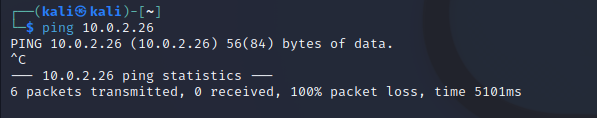 ┌──(kali㉿kali)-[~]
└─$ ping 10.0.2.26
PING 10.0.2.26 (10.0.2.26) 56(84) bytes of data.
^C
--- 10.0.2.26 ping statistics ---
6 packets transmitted, 0 received, 100% packet loss, time 5101ms